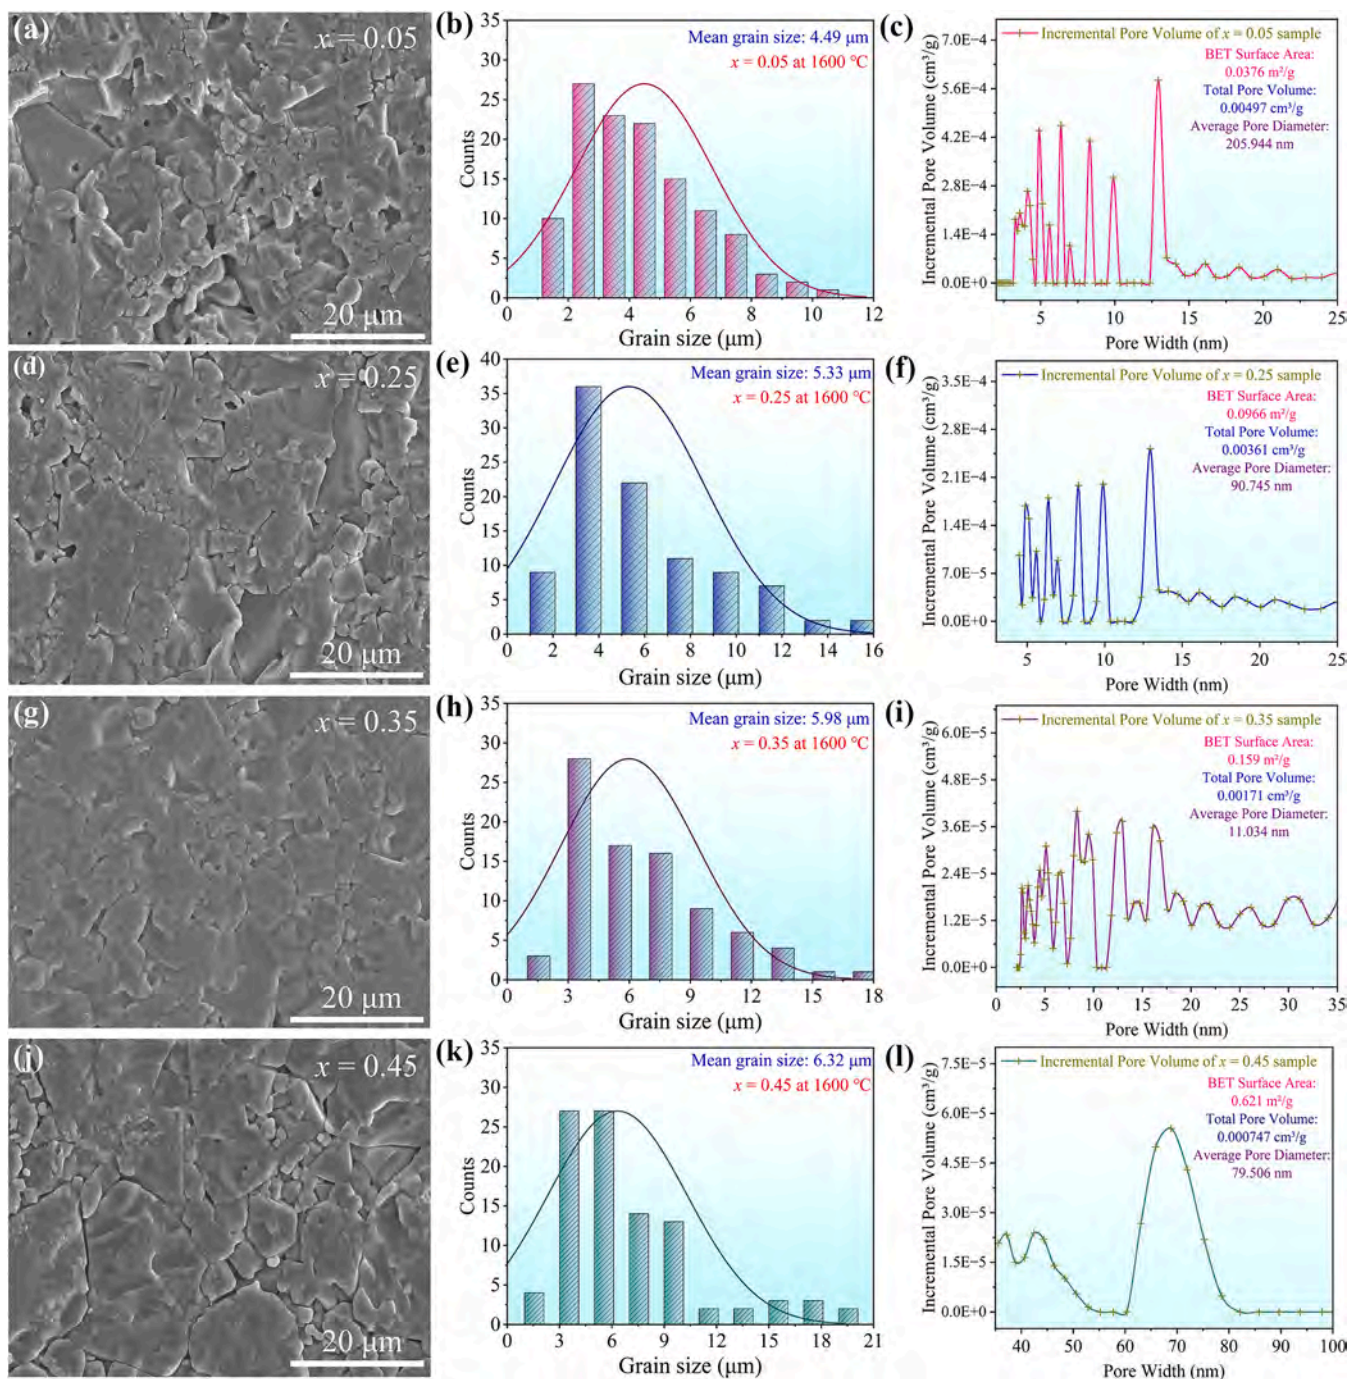 (a)
x = 0.05
20 μm
(b)
35
30
25
20
15
10
5
0
Counts
Mean grain size: 4.49 μm
x = 0.05 at 1600 °C
0 2 4 6 8 10 12
Grain size (μm)
(c)
7.0E−4
5.6E−4
4.2E−4
2.8E−4
1.4E−4
0.0E+0
Incremental Pore Volume (cm³/g)
Incremental Pore Volume of x = 0.05 sample
BET Surface Area:
0.0376 m²/g
Total Pore Volume:
0.00497 cm³/g
Average Pore Diameter:
205.944 nm
5 10 15 20 25
Pore Width (nm)
(d)
x = 0.25
20 μm
(e)
40
35
30
25
20
15
10
5
0
Counts
Mean grain size: 5.33 μm
x = 0.25 at 1600 °C
0 2 4 6 8 10 12 14 16
Grain size (μm)
(f)
3.5E−4
2.8E−4
2.1E−4
1.4E−4
7.0E−5
0.0E+0
Incremental Pore Volume (cm³/g)
Incremental Pore Volume of x = 0.25 sample
BET Surface Area:
0.0966 m²/g
Total Pore Volume:
0.00361 cm³/g
Average Pore Diameter:
90.745 nm
5 10 15 20 25
Pore Width (nm)
(g)
x = 0.35
20 μm
(h)
35
30
25
20
15
10
5
0
Counts
Mean grain size: 5.98 μm
x = 0.35 at 1600 °C
0 3 6 9 12 15 18
Grain size (μm)
(i)
6.0E−5
4.8E−5
3.6E−5
2.4E−5
1.2E−5
0.0E+0
Incremental Pore Volume (cm³/g)
Incremental Pore Volume of x = 0.35 sample
BET Surface Area:
0.159 m²/g
Total Pore Volume:
0.00171 cm³/g
Average Pore Diameter:
11.034 nm
0 5 10 15 20 25 30 35
Pore Width (nm)
(j)
x = 0.45
20 μm
(k)
35
30
25
20
15
10
5
0
Counts
Mean grain size: 6.32 μm
x = 0.45 at 1600 °C
0 3 6 9 12 15 18 21
Grain size (μm)
(l)
7.5E−5
6.0E−5
4.5E−5
3.0E−5
1.5E−5
0.0E+0
Incremental Pore Volume (cm³/g)
Incremental Pore Volume of x = 0.45 sample
BET Surface Area:
0.621 m²/g
Total Pore Volume:
0.000747 cm³/g
Average Pore Diameter:
79.506 nm
40 50 60 70 80 90 100
Pore Width (nm)